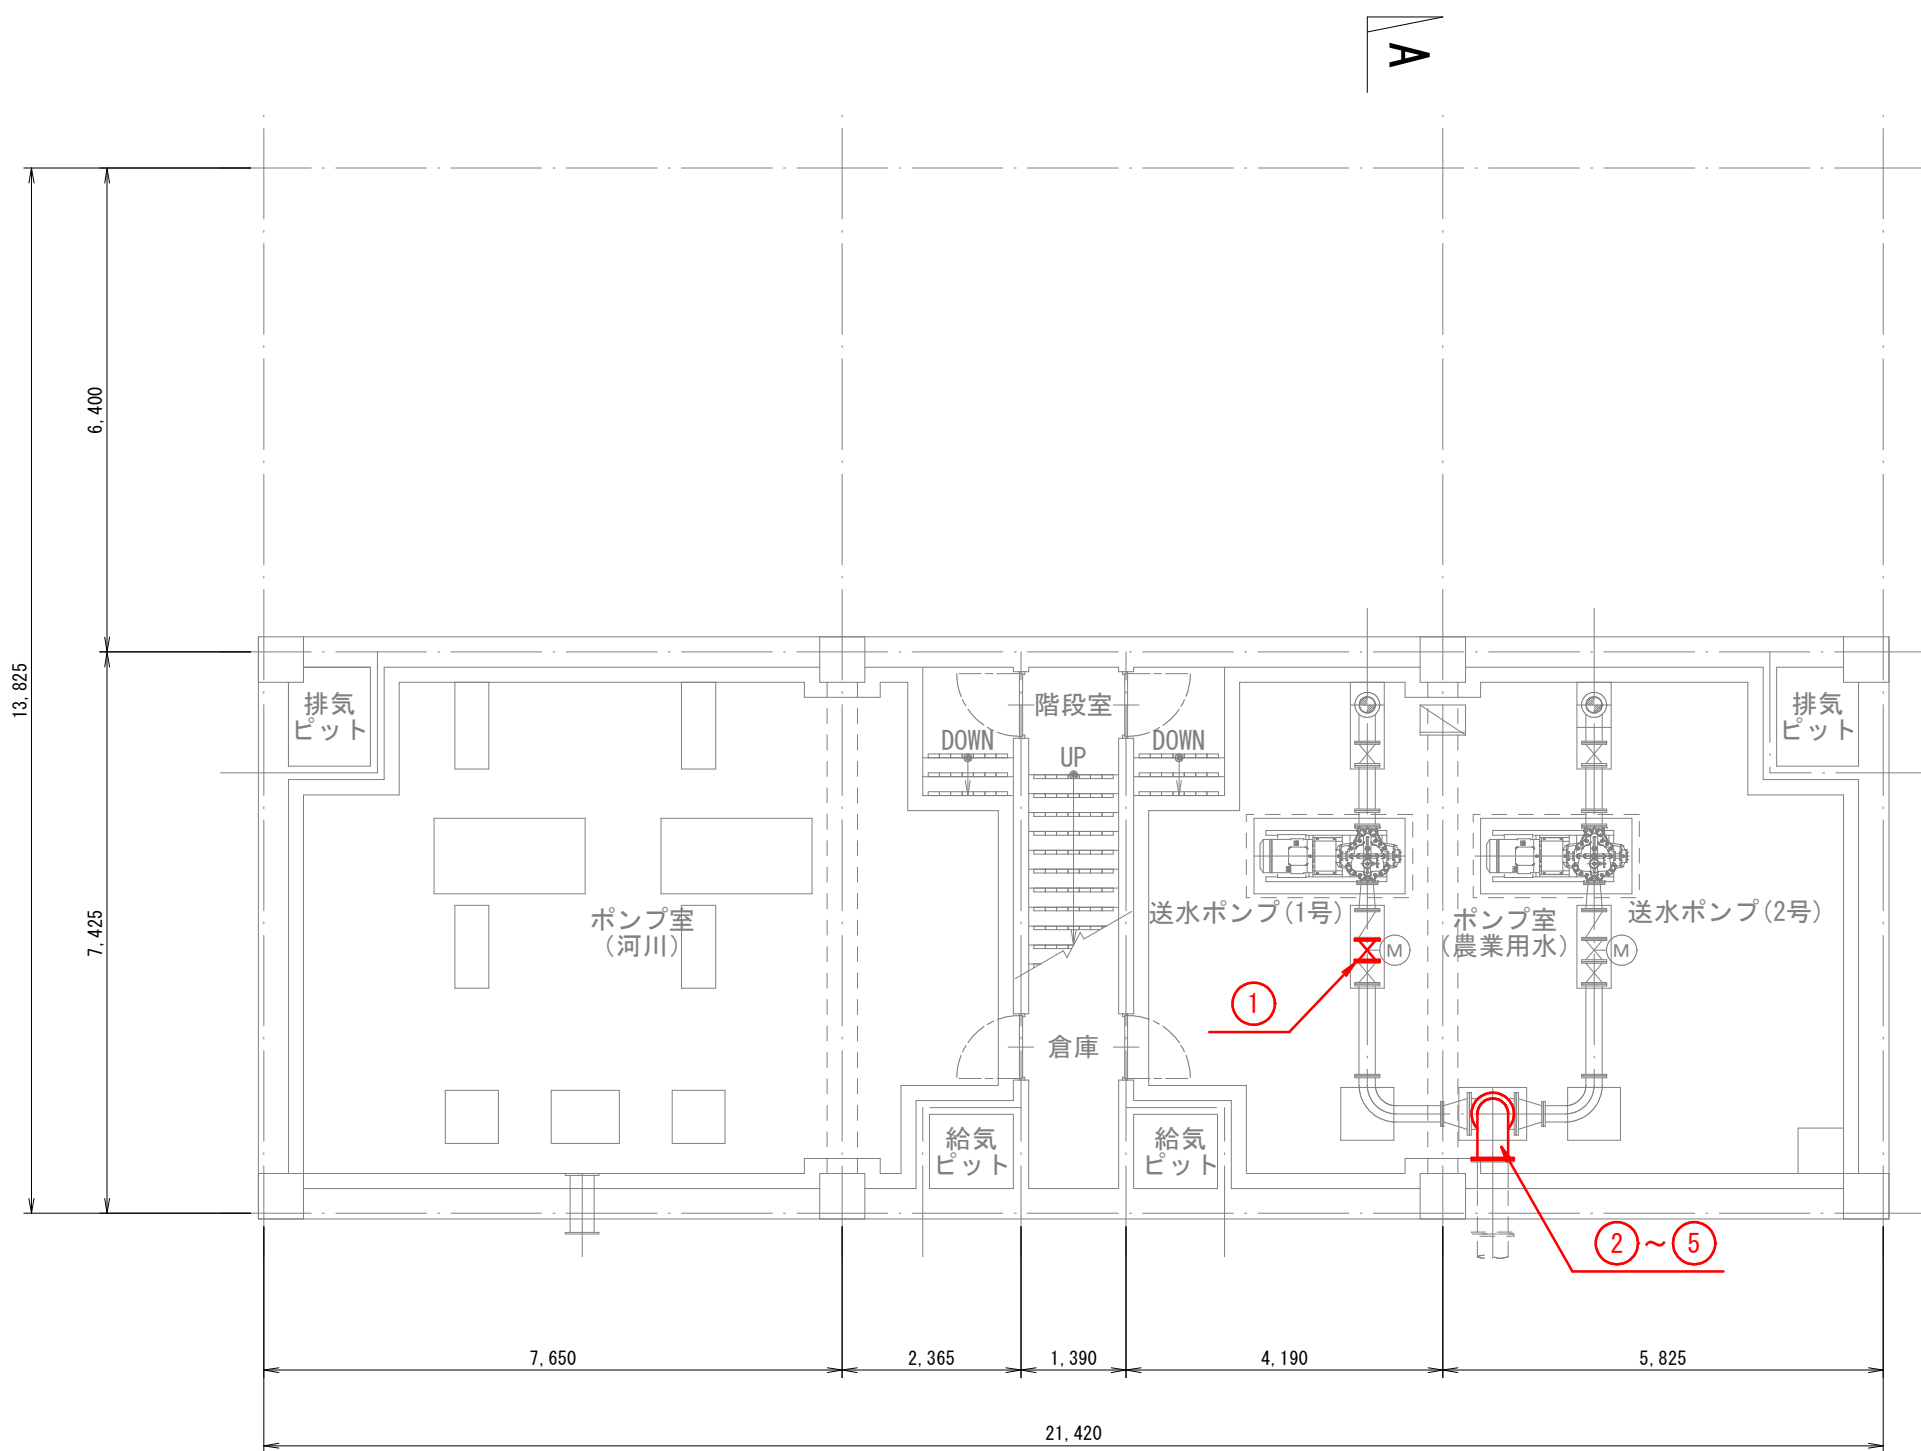 A
6,400
13,825
7,425
排気
ピット
階段室
排気
ピット
DOWN
UP
DOWN
ポンプ室
（河川）
送水ポンプ(1号)
ポンプ室
（農業用水）
送水ポンプ(2号)
M
M
①
倉庫
給気
ピット
給気
ピット
②～⑤
7,650
2,365
1,390
4,190
5,825
21,420